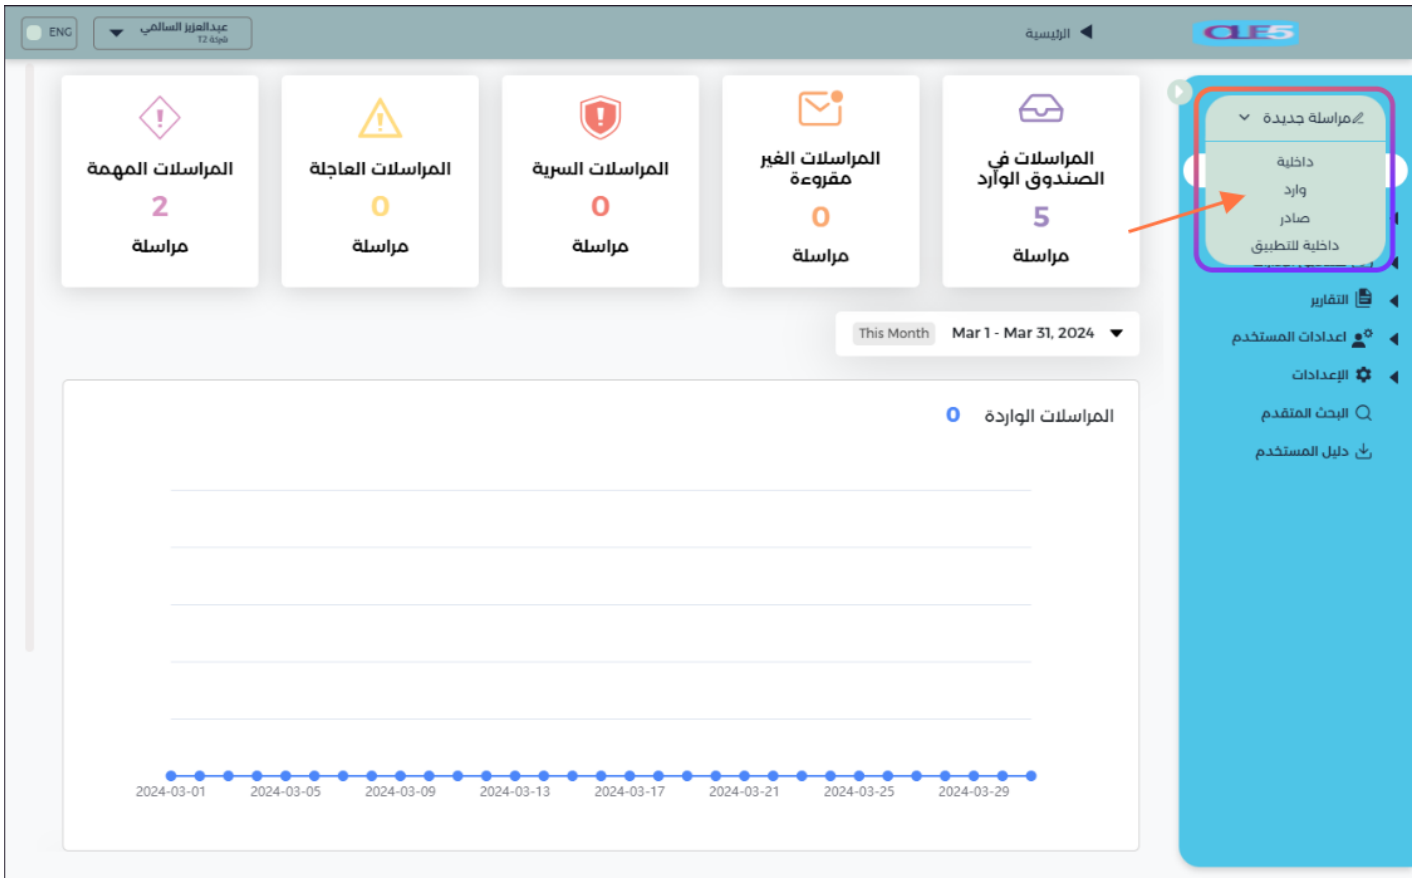 CLE5
الرئيسية
عبدالعزيز السالمي
شركة T2
ENG
مراسلة جديدة
داخلية
وارد
صادر
داخلية للتطبيق
التقارير
اعدادات المستخدم
الإعدادات
البحث المتقدم
دليل المستخدم
المراسلات في
الصندوق الوارد
5
مراسلة
المراسلات الغير
مقروءة
0
مراسلة
المراسلات السرية
0
مراسلة
المراسلات العاجلة
0
مراسلة
المراسلات المهمة
2
مراسلة
This Month Mar 1 - Mar 31, 2024
المراسلات الواردة 0
2024-03-01 2024-03-05 2024-03-09 2024-03-13 2024-03-17 2024-03-21 2024-03-25 2024-03-29